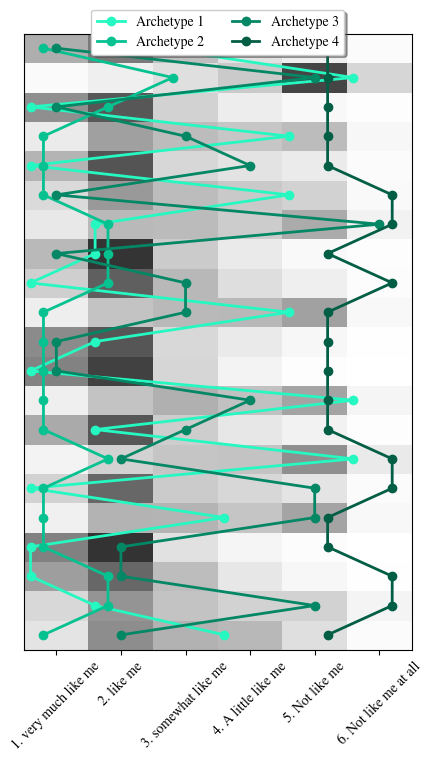 Archetype 1
Archetype 2
Archetype 3
Archetype 4
1. very much like me
2. like me
3. somewhat like me
4. A little like me
5. Not like me
6. Not like me at all